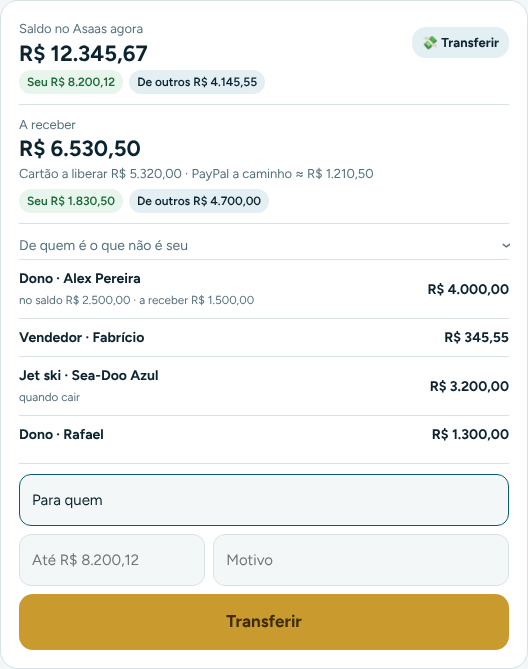 Saldo no Asaas agora
R$ 12.345,67
💸 Transferir
Seu R$ 8.200,12 De outros R$ 4.145,55
A receber
R$ 6.530,50
Cartão a liberar R$ 5.320,00 · PayPal a caminho ≈ R$ 1.210,50
Seu R$ 1.830,50 De outros R$ 4.700,00
De quem é o que não é seu
Dono · Alex Pereira
no saldo R$ 2.500,00 · a receber R$ 1.500,00
R$ 4.000,00
Vendedor · Fabrício R$ 345,55
Jet ski · Sea-Doo Azul
quando cair
R$ 3.200,00
Dono · Rafael R$ 1.300,00
Para quem
Até R$ 8.200,12 Motivo
Transferir